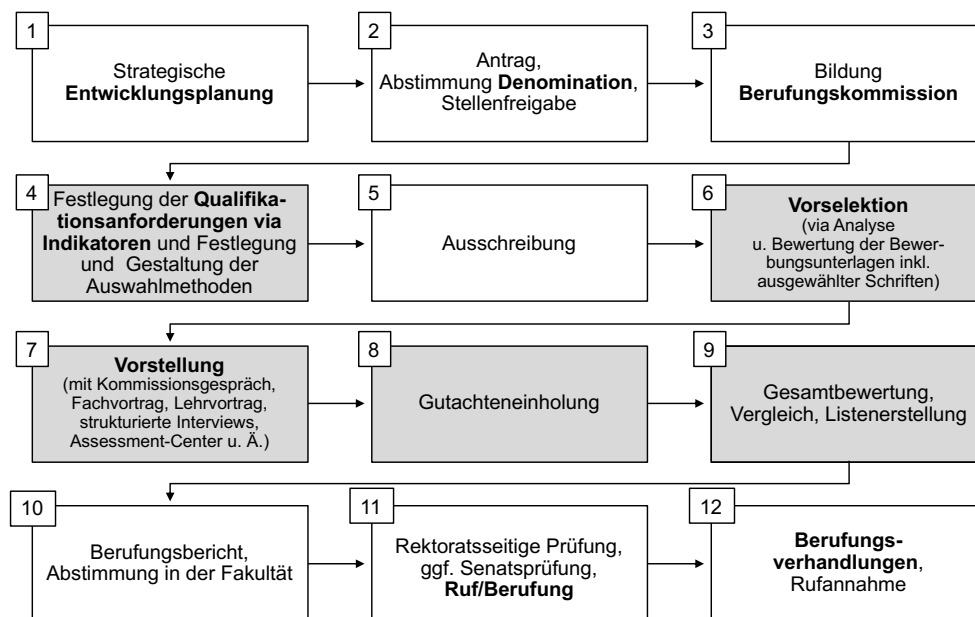 1
Strategische
Entwicklungsplanung
2
Antrag,
Abstimmung Denomination,
Stellenfreigabe
3
Bildung
Berufungskommission
4
Festlegung der Qualifika-
tionsanforderungen via
Indikatoren und Festlegung
und Gestaltung der
Auswahlmethoden
5
Ausschreibung
6
Vorselektion
(via Analyse
u. Bewertung der Bewer-
bungsunterlagen inkl.
ausgewählter Schriften)
7
Vorstellung
(mit Kommissionsgespräch,
Fachvortrag, Lehrvortrag,
strukturierte Interviews,
Assessment-Center u. Ä.)
8
Gutachteneinholung
9
Gesamtbewertung,
Vergleich, Listenerstellung
10
Berufungsbericht,
Abstimmung in der Fakultät
11
Rektoratsseitige Prüfung,
ggf. Senatsprüfung,
Ruf/Berufung
12
Berufungs-
verhandlungen,
Rufannahme